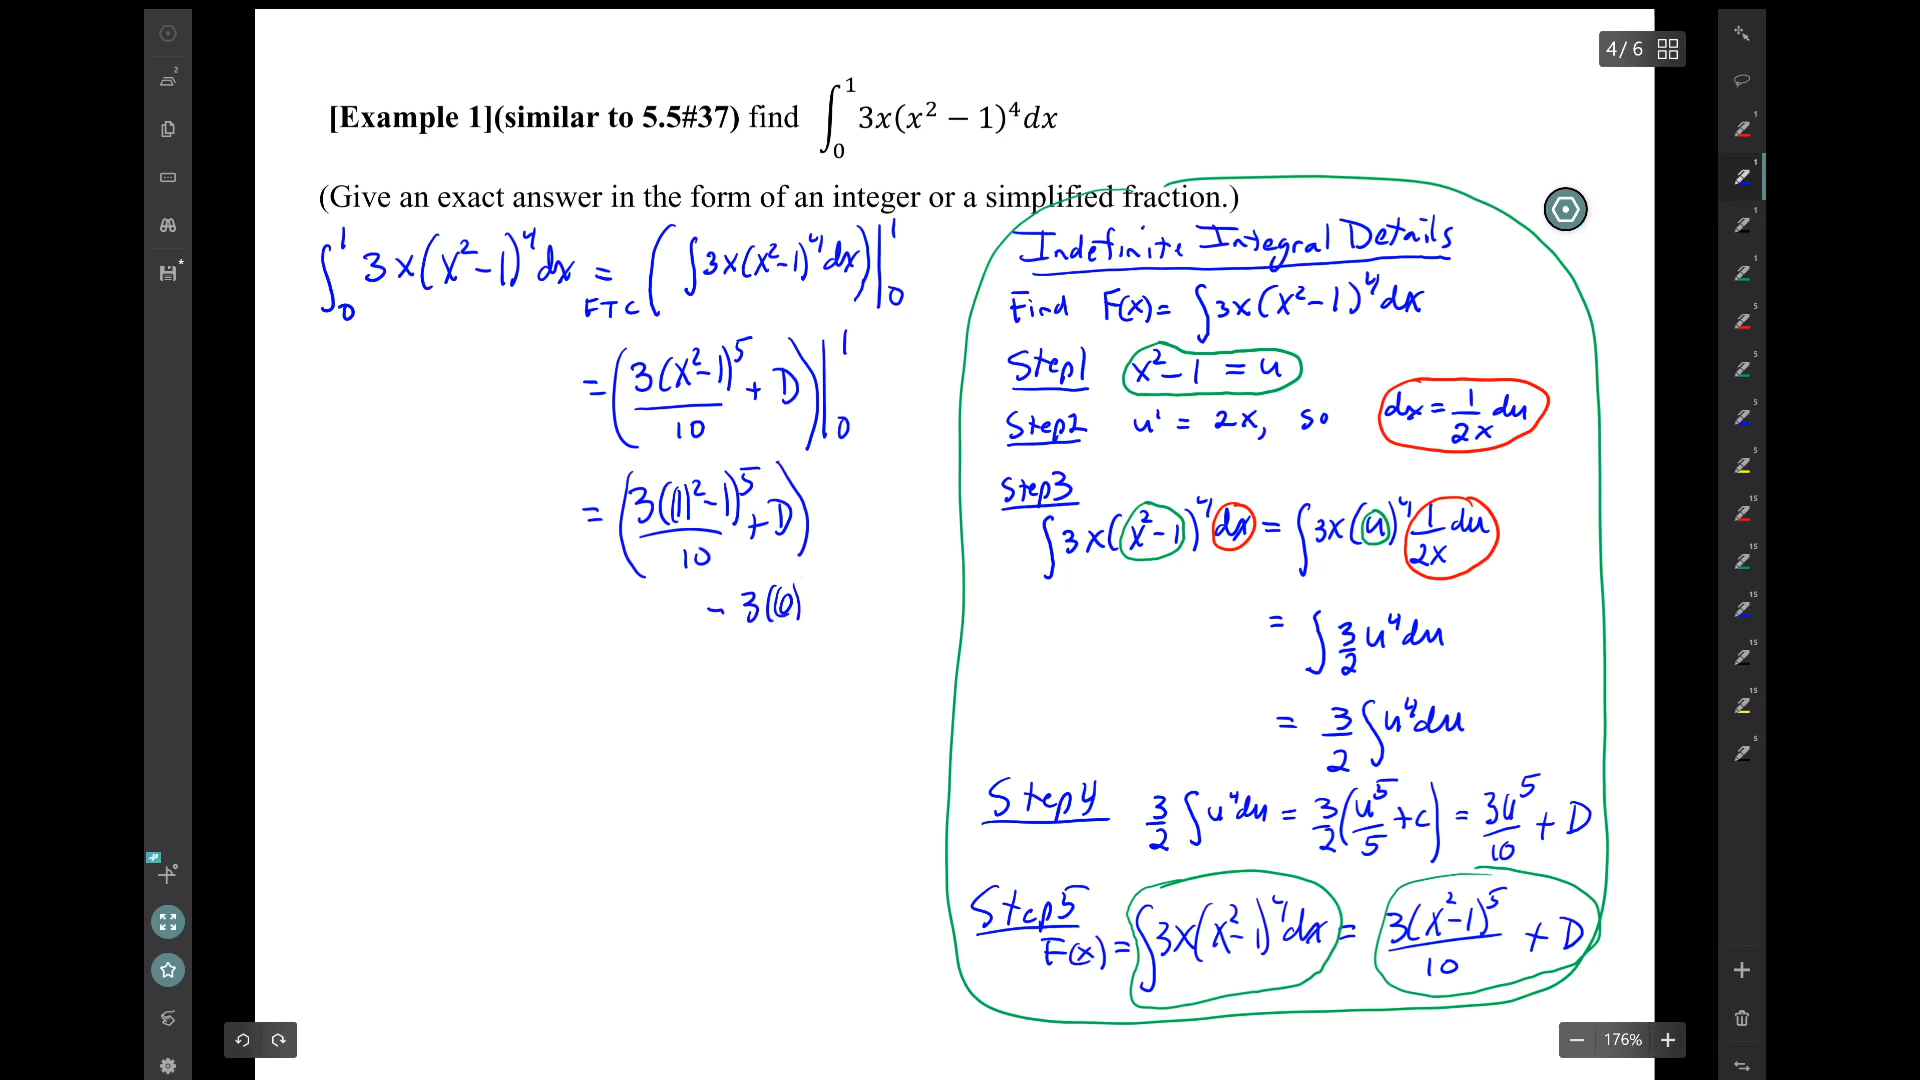 4/6
[Example 1](similar to 5.5#37) find ∫₀¹ 3x(x² − 1)⁴dx
(Give an exact answer in the form of an integer or a simplified fraction.)
∫₀¹ 3x(x²−1)⁴dx = FTC (∫3x(x²−1)⁴dx)|₀¹
= (3(x²−1)⁵/10 + D)|₀¹
= (3((1)²−1)⁵/10 + D)
− 3((0)
Indefinite Integral Details
Find F(x) = ∫3x(x²−1)⁴dx
Step1 x²−1 = u
Step2 u' = 2x, so dx = 1/2x du
Step3
∫3x(x²−1)⁴dx = ∫3x(u)⁴ 1/2x du
= ∫3/2 u⁴du
= 3/2 ∫u⁴du
Step4 3/2 ∫u⁴du = 3/2(u⁵/5 + c) = 3u⁵/10 + D
Step5
F(x) = ∫3x(x²−1)⁴dx = 3(x²−1)⁵/10 + D
176%